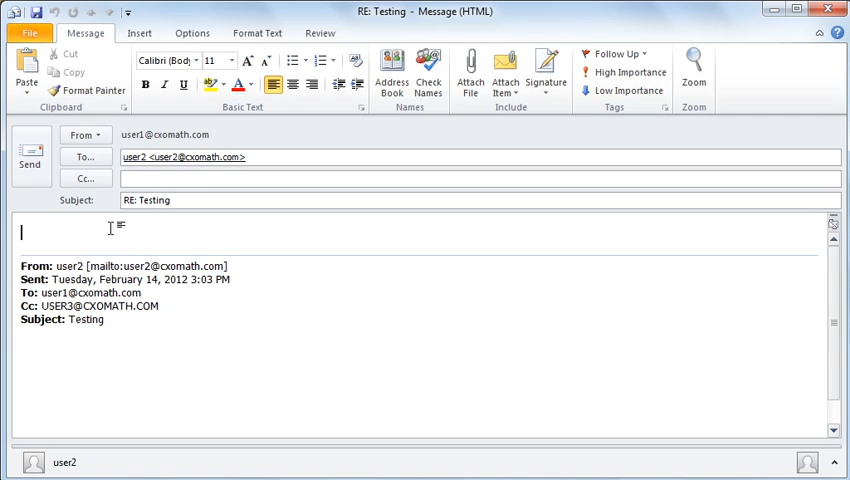 RE: Testing - Message (HTML)
File Message Insert Options Format Text Review
Cut
Copy
Format Painter
Paste
Clipboard
Calibri (Body 11
B I U
Basic Text
Address Book
Check Names
Names
Attach File
Attach Item
Signature
Include
Follow Up
High Importance
Low Importance
Tags
Zoom
Zoom
Send
From user1@cxomath.com
To... user2 <user2@cxomath.com>
Cc...
Subject: RE: Testing
From: user2 [mailto:user2@cxomath.com]
Sent: Tuesday, February 14, 2012 3:03 PM
To: user1@cxomath.com
Cc: USER3@CXOMATH.COM
Subject: Testing
user2